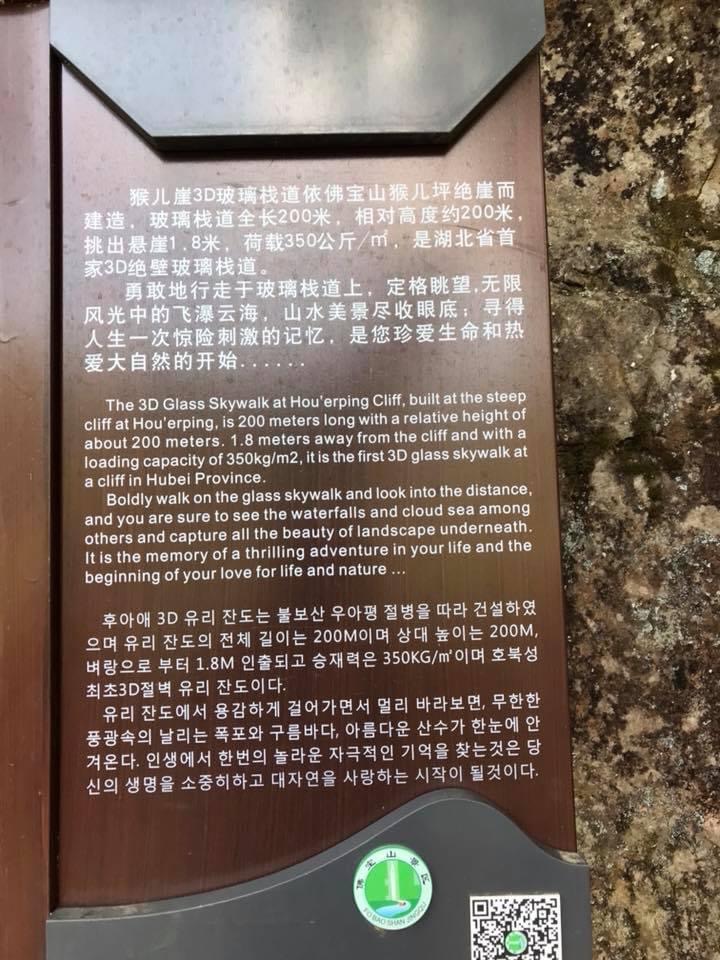 猴儿崖3D玻璃栈道依佛宝山猴儿坪绝崖而
建造，玻璃栈道全长200米，相对高度约200米，
挑出悬崖1.8米，荷载350公斤/㎡，是湖北省首
家3D绝壁玻璃栈道。
勇敢地行走于玻璃栈道上，定格眺望,无限
风光中的飞瀑云海，山水美景尽收眼底；寻得
人生一次惊险刺激的记忆，是您珍爱生命和热
爱大自然的开始......
The 3D Glass Skywalk at Hou'erping Cliff, built at the steep
cliff at Hou'erping, is 200 meters long with a relative height of
about 200 meters. 1.8 meters away from the cliff and with a
loading capacity of 350kg/m2, it is the first 3D glass skywalk at
a cliff in Hubei Province.
Boldly walk on the glass skywalk and look into the distance,
and you are sure to see the waterfalls and cloud sea among
others and capture all the beauty of landscape underneath.
It is the memory of a thrilling adventure in your life and the
beginning of your love for life and nature ...
후아애 3D 유리 잔도는 불보산 우아평 절병을 따라 건설하였
으며 유리 잔도의 전체 길이는 200M이며 상대 높이는 200M,
벼랑으로 부터 1.8M 인출되고 승재력은 350KG/㎡이며 호북성
최초3D절벽 유리 잔도이다.
유리 잔도에서 용감하게 걸어가면서 멀리 바라보면, 무한한
풍광속의 날리는 폭포와 구름바다, 아름다운 산수가 한눈에 안
겨온다. 인생에서 한번의 놀라운 자극적인 기억을 찾는것은 당
신의 생명을 소중히하고 대자연을 사랑하는 시작이 될것이다.
佛宝山景区
FO BAO SHAN JINGQU